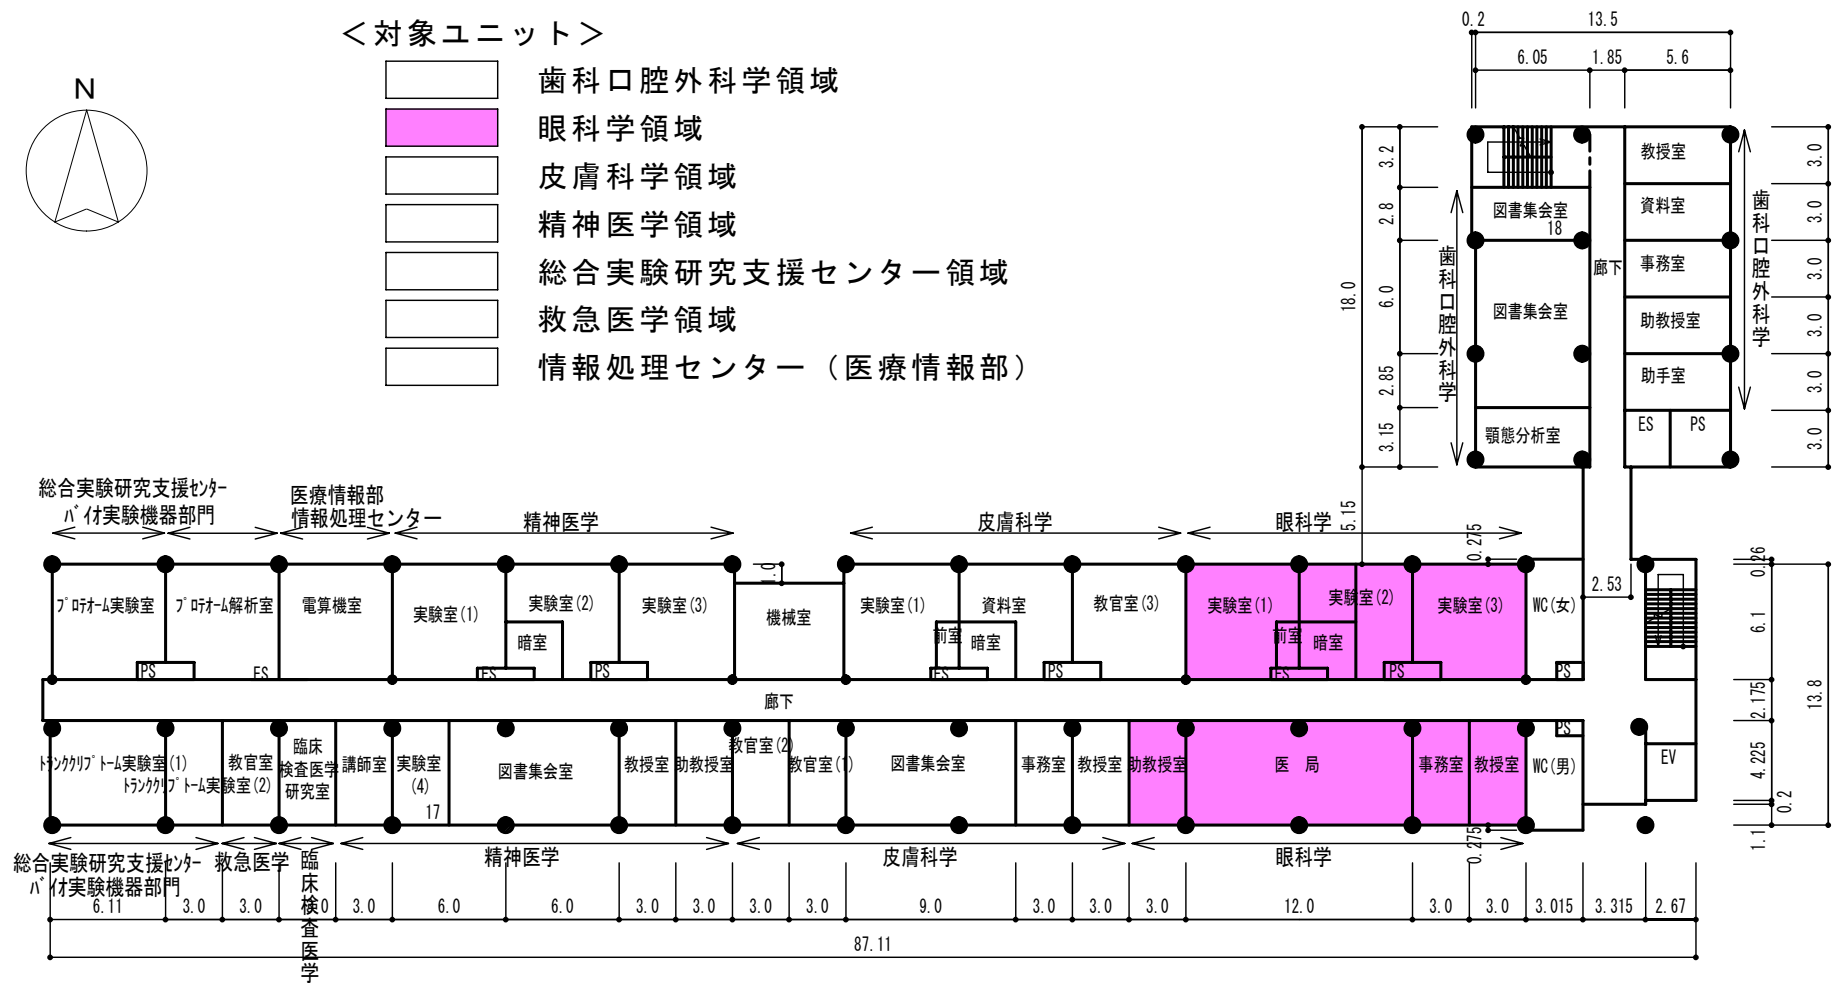 ＜対象ユニット＞
歯科口腔外科学領域
眼科学領域
皮膚科学領域
精神医学領域
総合実験研究支援センター領域
救急医学領域
情報処理センター（医療情報部）
N
0.2 13.5
6.05 1.85 5.6
3.2
2.8
6.0
2.85
3.15
18.0
5.15
3.0
3.0
3.0
3.0
3.0
3.0
教授室
資料室
事務室
助教授室
助手室
ES PS
図書集会室
18
図書集会室
顎態分析室
廊下
歯科口腔外科学
歯科口腔外科学
総合実験研究支援ｾﾝﾀｰ
ﾊﾞｲｵ実験機器部門
医療情報部
情報処理センター
精神医学
皮膚科学
眼科学
0.275
1.0
2.53
0.26
6.1
2.175
4.225
0.2
1.1
13.8
ﾌﾟﾛﾃｵｰﾑ実験室
ﾌﾟﾛﾃｵｰﾑ解析室
電算機室
実験室(1)
実験室(2)
暗室
実験室(3)
機械室
実験室(1)
前室
資料室
暗室
教官室(3)
実験室(1)
前室
実験室(2)
暗室
実験室(3)
WC(女)
PS ES ES PS ES PS ES PS PS
廊下
PS
ﾄﾗﾝｸｸﾘﾌﾟﾄｰﾑ実験室(1)
ﾄﾗﾝｸｸﾘﾌﾟﾄｰﾑ実験室(2)
教官室
臨床
検査医学
研究室
講師室
実験室
(4)
17
図書集会室
教授室
助教授室
教官室(2)
教官室(1)
図書集会室
事務室
教授室
助教授室
医 局
事務室
教授室
WC(男)
EV
0.275
総合実験研究支援ｾﾝﾀｰ
ﾊﾞｲｵ実験機器部門
救急医学
臨床検査医学
精神医学
皮膚科学
眼科学
6.11 3.0 3.0 3.0 3.0 6.0 6.0 3.0 3.0 3.0 3.0 9.0 3.0 3.0 3.0 12.0 3.0 3.0 3.015 3.315 2.67
87.11